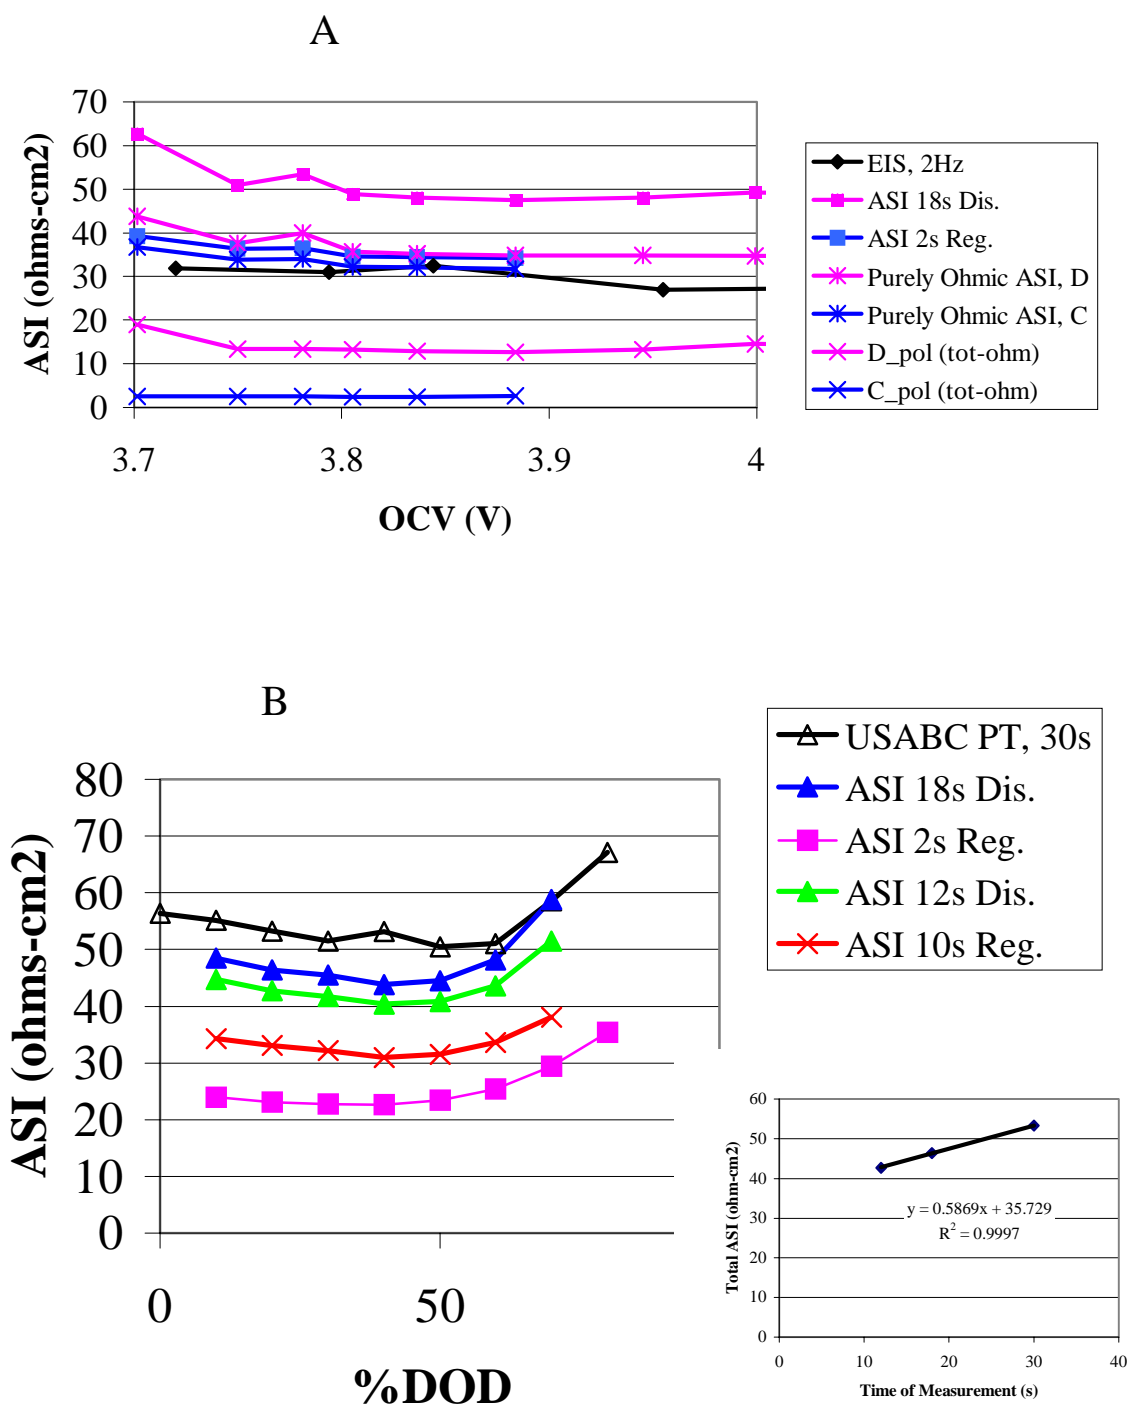 A
70
60
50
40
30
20
10
0
ASI (ohms-cm2)
3.7
3.8
3.9
4
OCV (V)
EIS, 2Hz
ASI 18s Dis.
ASI 2s Reg.
Purely Ohmic ASI, D
Purely Ohmic ASI, C
D_pol (tot-ohm)
C_pol (tot-ohm)
B
80
70
60
50
40
30
20
10
0
ASI (ohms-cm2)
0
50
%DOD
USABC PT, 30s
ASI 18s Dis.
ASI 2s Reg.
ASI 12s Dis.
ASI 10s Reg.
60
50
40
30
20
10
0
Total ASI (ohm-cm2)
y = 0.5869x + 35.729
R² = 0.9997
0
10
20
30
40
Time of Measurement (s)